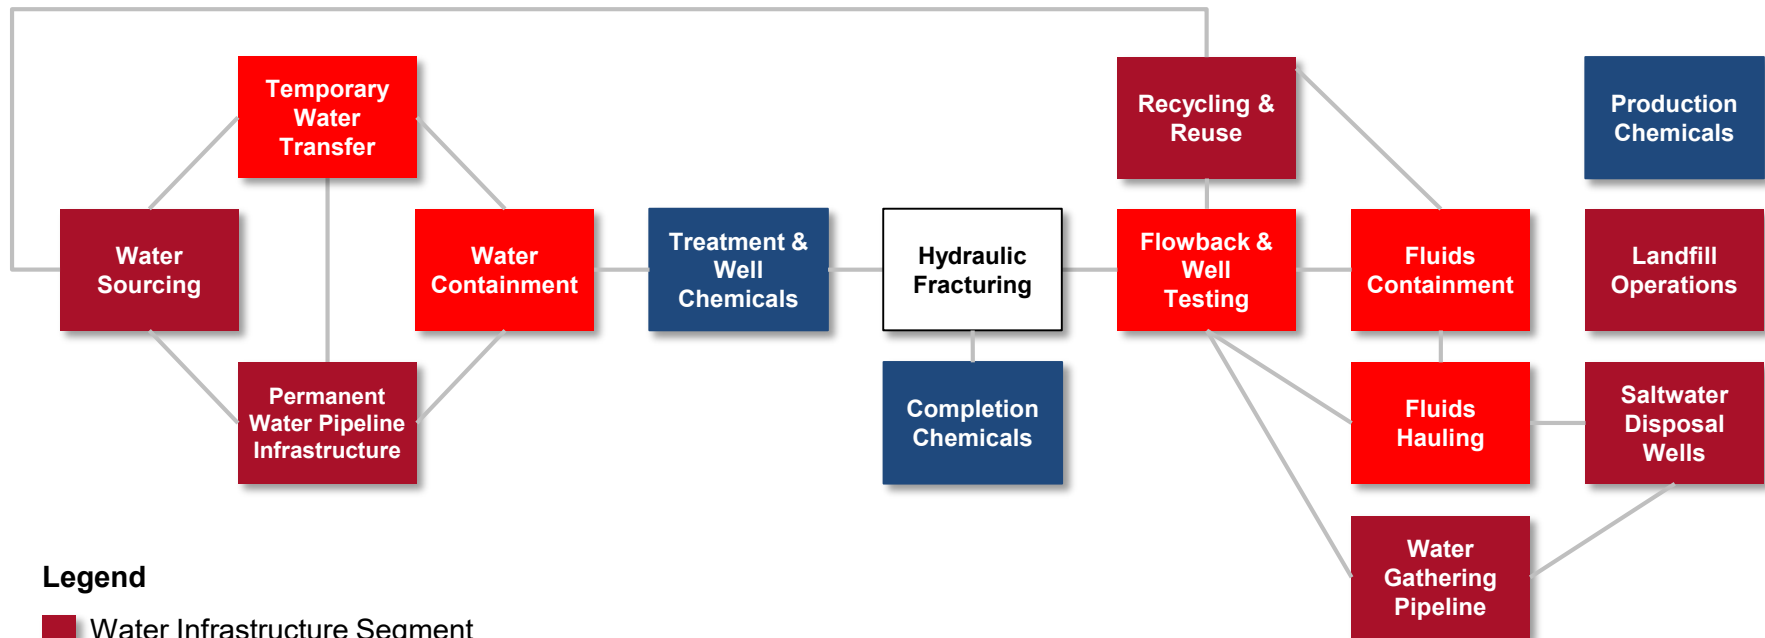 Temporary
Water
Transfer
Recycling &
Reuse
Production
Chemicals
Water
Sourcing
Water
Containment
Treatment &
Well
Chemicals
Hydraulic
Fracturing
Flowback &
Well
Testing
Fluids
Containment
Landfill
Operations
Permanent
Water Pipeline
Infrastructure
Completion
Chemicals
Fluids
Hauling
Saltwater
Disposal
Wells
Water
Gathering
Pipeline
Legend
Water Infrastructure Segment